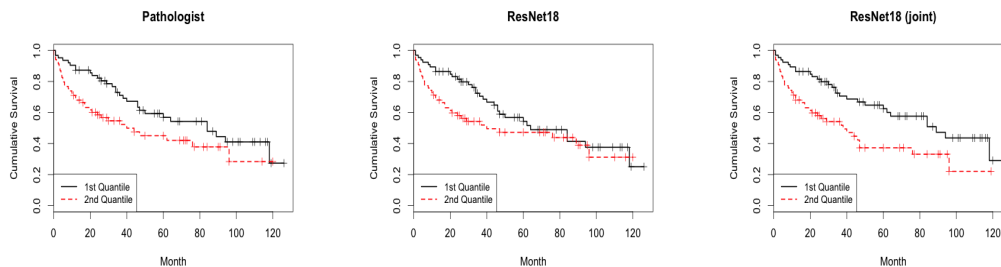 Pathologist
Cumulative Survival
1.0
0.8
0.6
0.4
0.2
0.0
1st Quantile
2nd Quantile
0 20 40 60 80 100 120
Month
ResNet18
Cumulative Survival
1.0
0.8
0.6
0.4
0.2
0.0
1st Quantile
2nd Quantile
0 20 40 60 80 100 120
Month
ResNet18 (joint)
Cumulative Survival
1.0
0.8
0.6
0.4
0.2
0.0
1st Quantile
2nd Quantile
0 20 40 60 80 100 120
Month